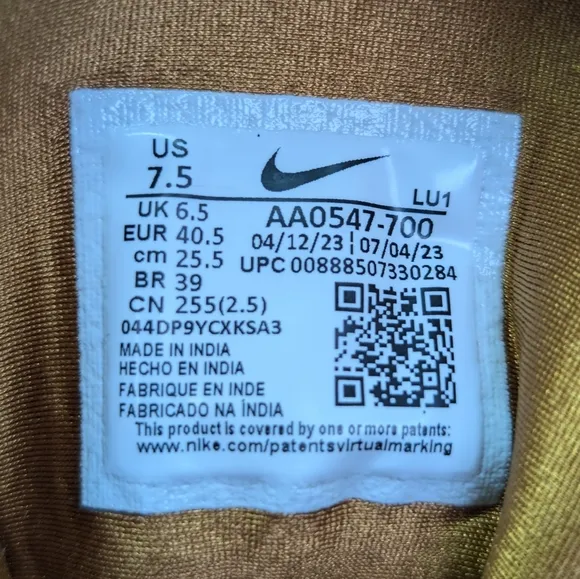 US
7.5
LU1
UK 6.5
AA0547-700
EUR 40.5
04/12/23 | 07/04/23
cm 25.5
UPC 00888507330284
BR 39
CN 255(2.5)
044DP9YCXKSA3
MADE IN INDIA
HECHO EN INDIA
FABRIQUE EN INDE
FABRICADO NA ÎNDIA
This product is covered by one or more patents:
www.nike.com/patentsvirtualmarking